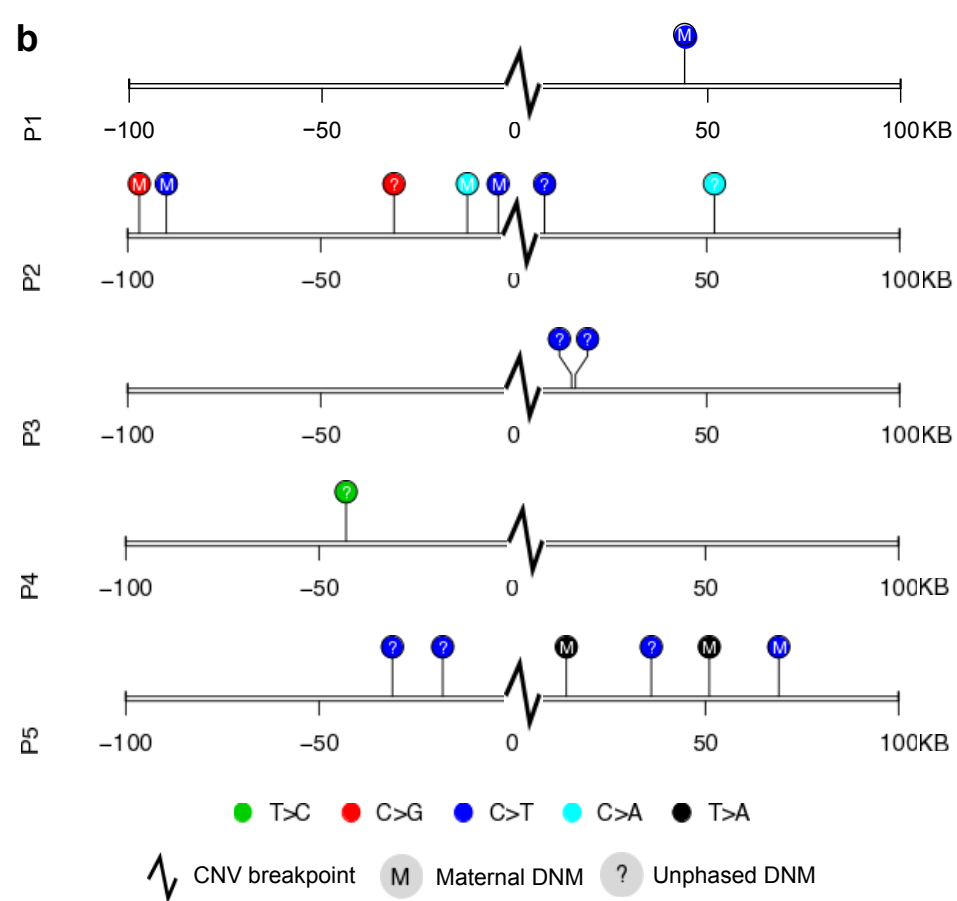 b
M
P1 −100 −50 0 50 100KB
M M ? M M ? ?
P2 −100 −50 0 50 100KB
? ?
P3 −100 −50 0 50 100KB
?
P4 −100 −50 0 50 100KB
? ? M ? M M
P5 −100 −50 0 50 100KB
T>C C>G C>T C>A T>A
CNV breakpoint M Maternal DNM ? Unphased DNM